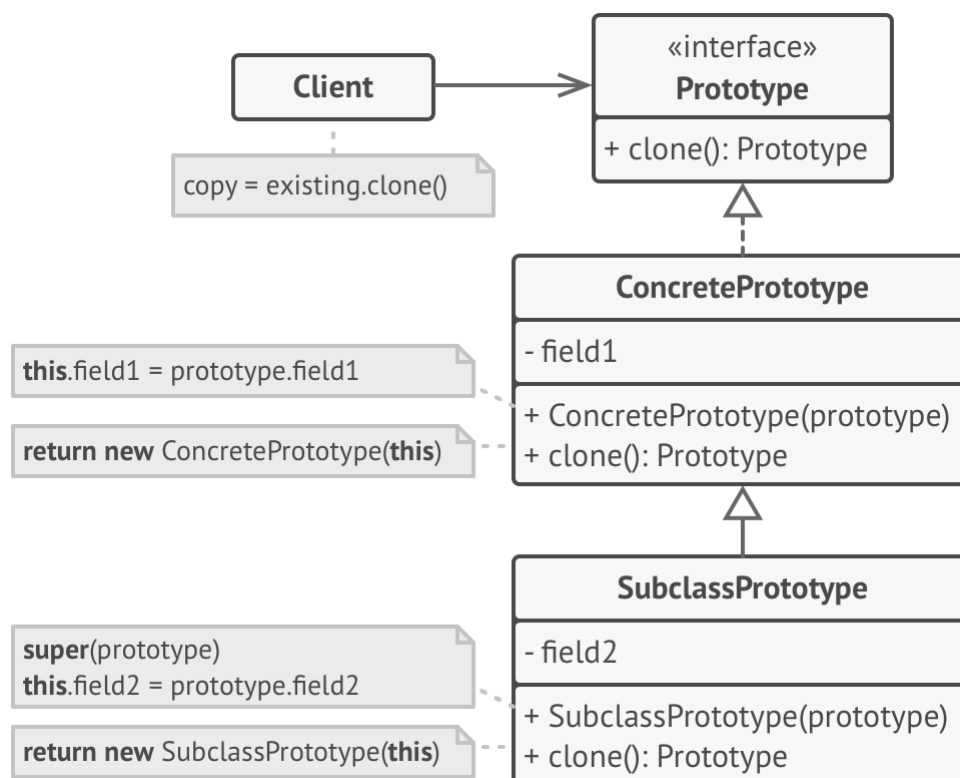 «interface»
Client
Prototype
+ clone(): Prototype
copy = existing.clone()
ConcretePrototype
- field1
this.field1 = prototype.field1
+ ConcretePrototype(prototype)
return new ConcretePrototype(this)
+ clone(): Prototype
SubclassPrototype
- field2
super(prototype)
this.field2 = prototype.field2
+ SubclassPrototype(prototype)
return new SubclassPrototype(this)
+ clone(): Prototype